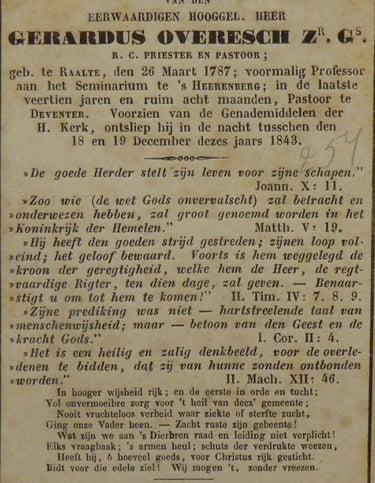 VAN DEN
EERWAARDIGEN HOOGGEL. HEER
GERARDUS OVERESCH Zʳ. Gˢ.
R. C. PRIESTER EN PASTOOR;
geb. te RAALTE, den 26 Maart 1787; voormalig Professor
aan het Seminarium te 's HEERENBERG; in de laatste
veertien jaren en ruim acht maanden, Pastoor te
DEVENTER. Voorzien van de Genademiddelen der
H. Kerk, ontsliep hij in de nacht tusschen den
18 en 19 December dezes jaars 1843.
254
»De goede Herder stelt zijn leven voor zijne schapen."
Joann. X: 11.
»Zoo wie (de wet Gods onvervalscht) zal betracht en
»onderwezen hebben, zal groot genoemd worden in het
»Koningrijk der Hemelen." Matth. V: 19.
»Hij heeft den goeden strijd gestreden; zijnen loop vol-
»eind; het geloof bewaard. Voorts is hem weggelegd de
»kroon der geregtigheid, welke hem de Heer, de regt-
»vaardige Rigter, ten dien dage, zal geven. — Benaar-
»stigt u om tot hem te komen!" II. Tim. IV: 7. 8. 9.
»Zijne prediking was niet — hartstreelende taal van
»menschenwijsheid; maar — betoon van den Geest en de
»kracht Gods." I. Cor. II: 4.
»Het is een heilig en zalig denkbeeld, voor de overle-
»denen te bidden, dat zij van hunne zonden ontbonden
»worden." II. Mach. XII: 46.
In hooger wijsheid rijk; en de eerste in orde en tucht;
Vol onvermoeibre zorg voor 't heil van dez' gemeente;
Nooit vruchteloos verbeid waar ziekte of sterfte zucht,
Ging onze Vader heen. — Zacht ruste zijn gebeente!
Wat zijn we aan 's Dierbren raad en leiding niet verplicht!
Elks vraagbaak; 's armen heul; schuts der verdrukte weezen,
Heeft hij, ô hoeveel goeds, voor Christus rijk gesticht.
Bidt voor die edele ziel! Wij mogen 't, zonder vreezen.